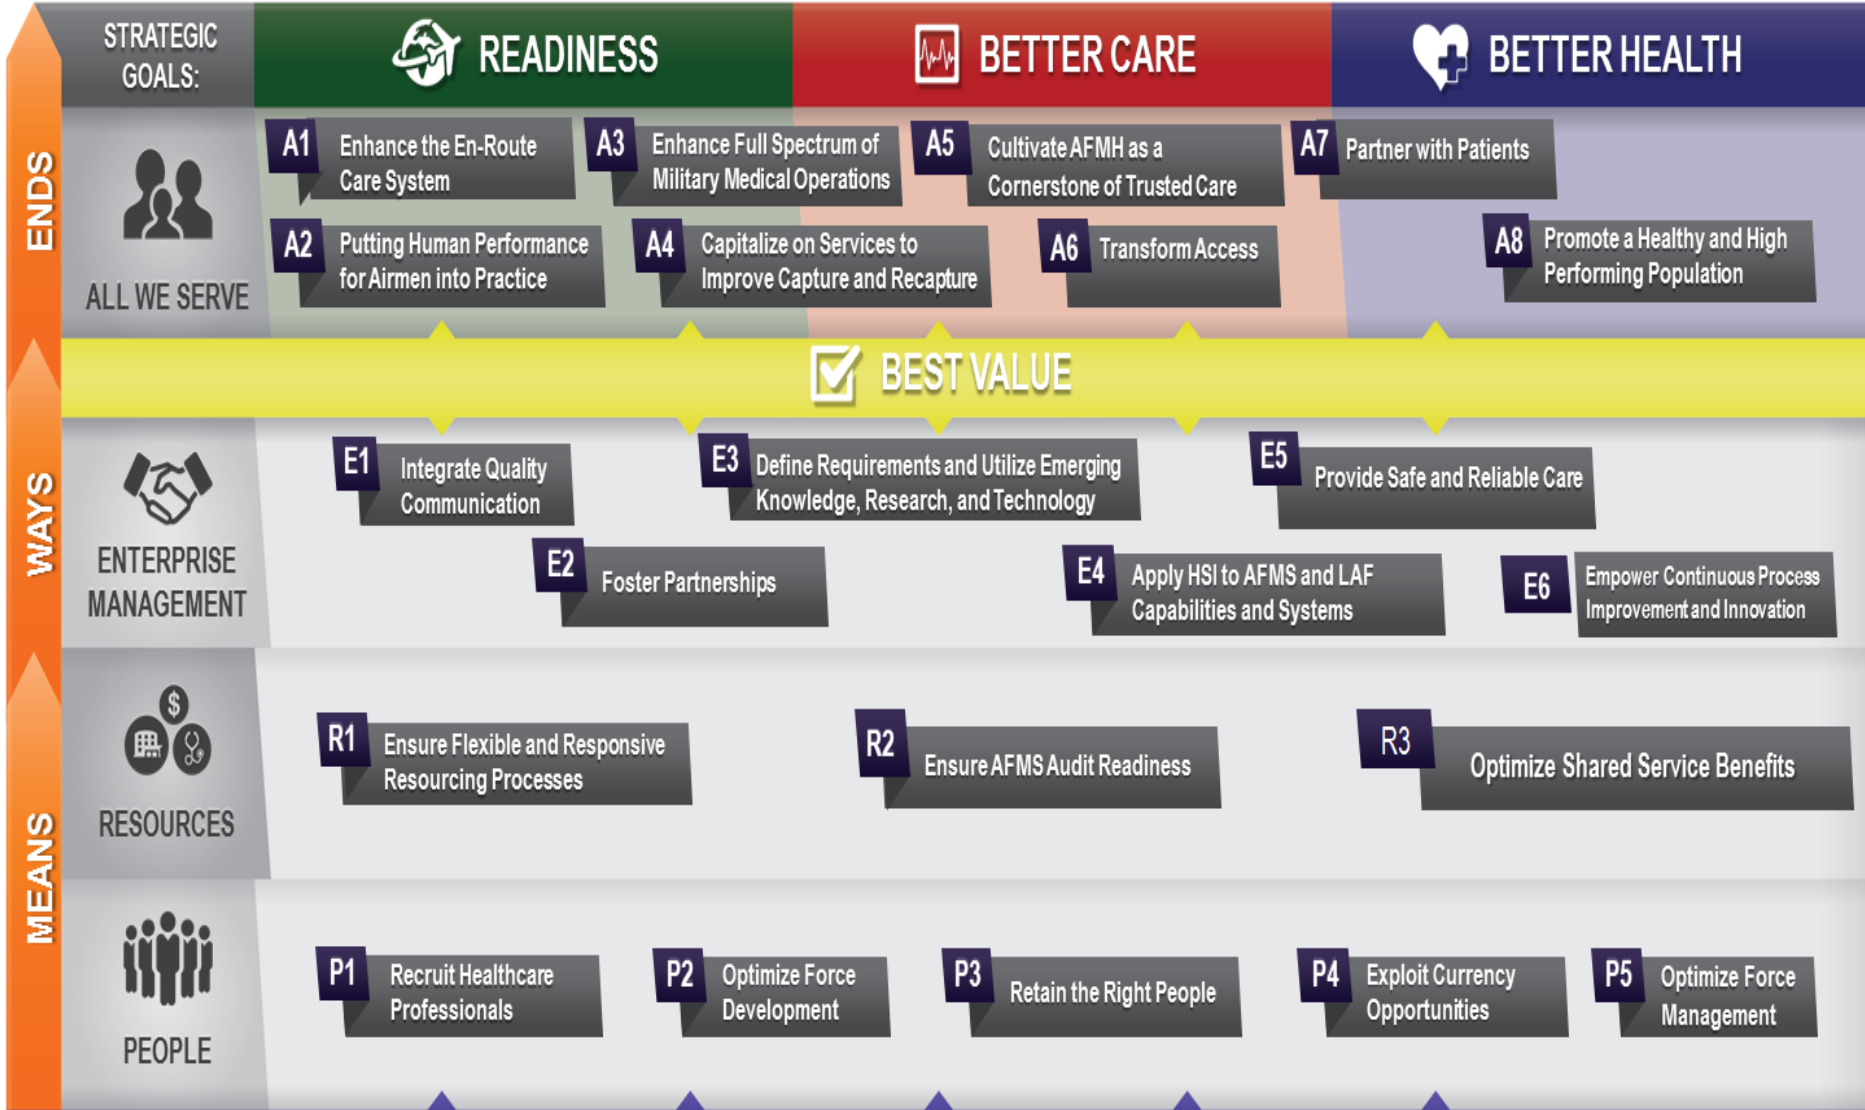 STRATEGIC
GOALS:
READINESS
BETTER CARE
BETTER HEALTH
ENDS
ALL WE SERVE
A1
Enhance the En-Route
Care System
A2
Putting Human Performance
for Airmen into Practice
A3
Enhance Full Spectrum of
Military Medical Operations
A4
Capitalize on Services to
Improve Capture and Recapture
A5
Cultivate AFMH as a
Cornerstone of Trusted Care
A6
Transform Access
A7
Partner with Patients
A8
Promote a Healthy and High
Performing Population
BEST VALUE
WAYS
ENTERPRISE
MANAGEMENT
E1
Integrate Quality
Communication
E2
Foster Partnerships
E3
Define Requirements and Utilize Emerging
Knowledge, Research, and Technology
E4
Apply HSI to AFMS and LAF
Capabilities and Systems
E5
Provide Safe and Reliable Care
E6
Empower Continuous Process
Improvement and Innovation
MEANS
RESOURCES
$
R1
Ensure Flexible and Responsive
Resourcing Processes
R2
Ensure AFMS Audit Readiness
R3
Optimize Shared Service Benefits
PEOPLE
P1
Recruit Healthcare
Professionals
P2
Optimize Force
Development
P3
Retain the Right People
P4
Exploit Currency
Opportunities
P5
Optimize Force
Management